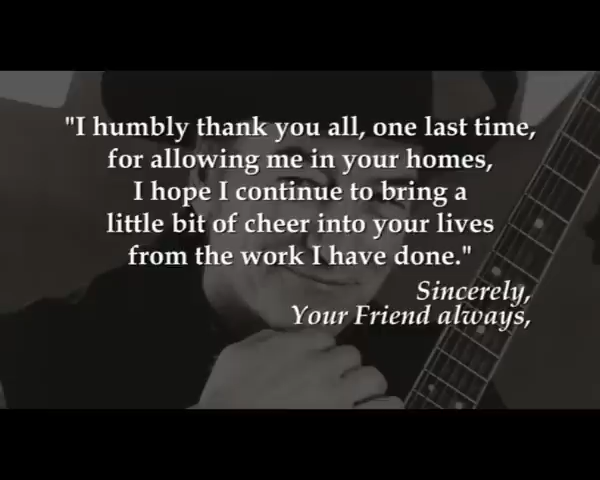 "I humbly thank you all, one last time,
for allowing me in your homes,
I hope I continue to bring a
little bit of cheer into your lives
from the work I have done."
Sincerely,
Your Friend always,